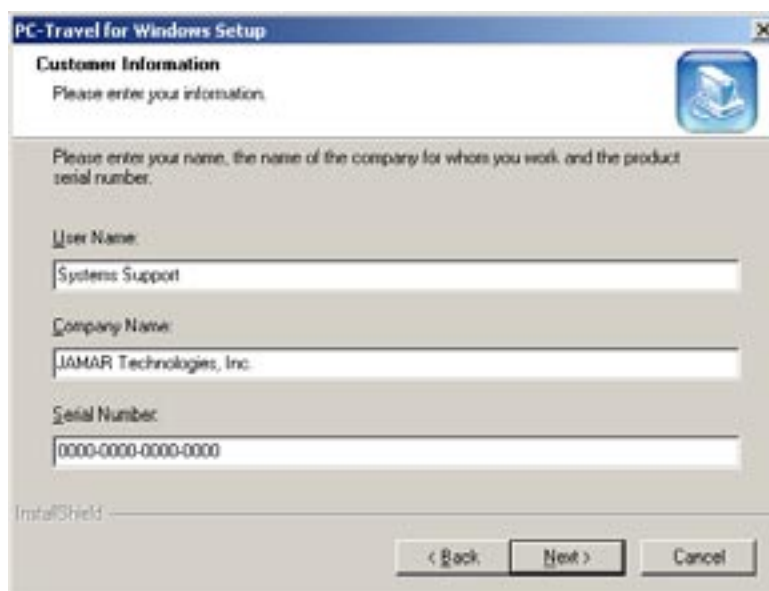 PC-Travel for Windows Setup
Customer Information
Please enter your information.
Please enter your name, the name of the company for whom you work and the product
serial number.
User Name:
Systems Support
Company Name:
JAMAR Technologies, Inc.
Serial Number:
0000-0000-0000-0000
InstallShield
< Back
Next >
Cancel